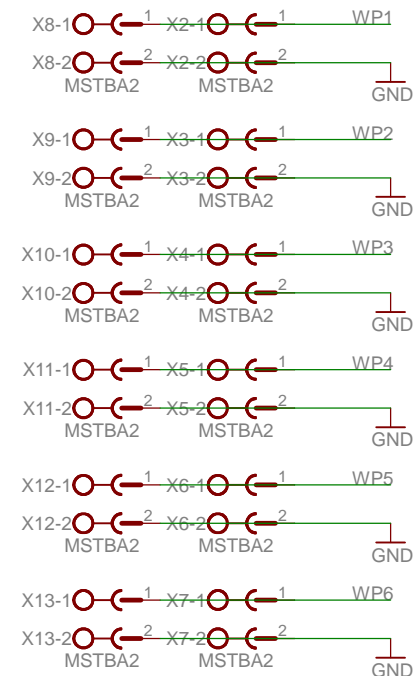 X8-1 1 X2-1 1 WP1
X8-2 2 X2-2 2
MSTBA2 MSTBA2 GND
X9-1 1 X3-1 1 WP2
X9-2 2 X3-2 2
MSTBA2 MSTBA2 GND
X10-1 1 X4-1 1 WP3
X10-2 2 X4-2 2
MSTBA2 MSTBA2 GND
X11-1 1 X5-1 1 WP4
X11-2 2 X5-2 2
MSTBA2 MSTBA2 GND
X12-1 1 X6-1 1 WP5
X12-2 2 X6-2 2
MSTBA2 MSTBA2 GND
X13-1 1 X7-1 1 WP6
X13-2 2 X7-2 2
MSTBA2 MSTBA2 GND